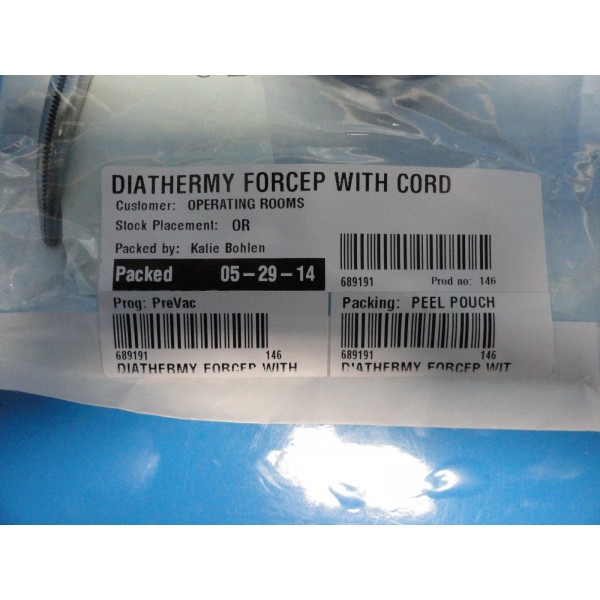 DIATHERMY FORCEP WITH CORD
Customer: OPERATING ROOMS
Stock Placement: OR
Packed by: Kalie Bohlen
Packed 05-29-14
689191 Prod no: 146
Prog: PreVac
Packing: PEEL POUCH
689191 146
689191 146
DIATHERMY FORCEP WITH
DIATHERMY FORCEP WIT